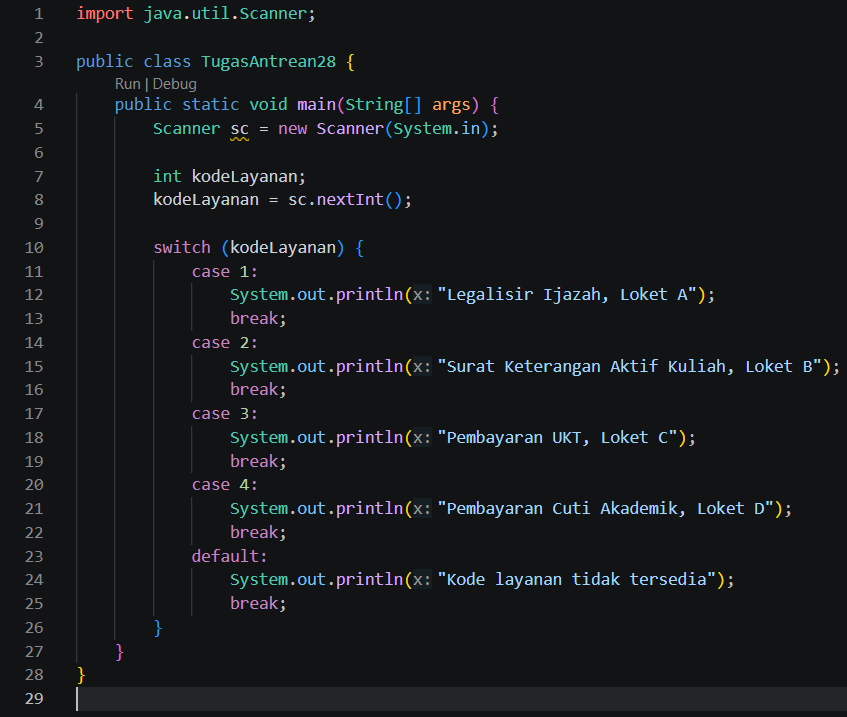 1 import java.util.Scanner;
2
3 public class TugasAntrean28 {
Run | Debug
4 public static void main(String[] args) {
5 Scanner sc = new Scanner(System.in);
6
7 int kodeLayanan;
8 kodeLayanan = sc.nextInt();
9
10 switch (kodeLayanan) {
11 case 1:
12 System.out.println(x: "Legalisir Ijazah, Loket A");
13 break;
14 case 2:
15 System.out.println(x: "Surat Keterangan Aktif Kuliah, Loket B");
16 break;
17 case 3:
18 System.out.println(x: "Pembayaran UKT, Loket C");
19 break;
20 case 4:
21 System.out.println(x: "Pembayaran Cuti Akademik, Loket D");
22 break;
23 default:
24 System.out.println(x: "Kode layanan tidak tersedia");
25 break;
26 }
27 }
28 }
29